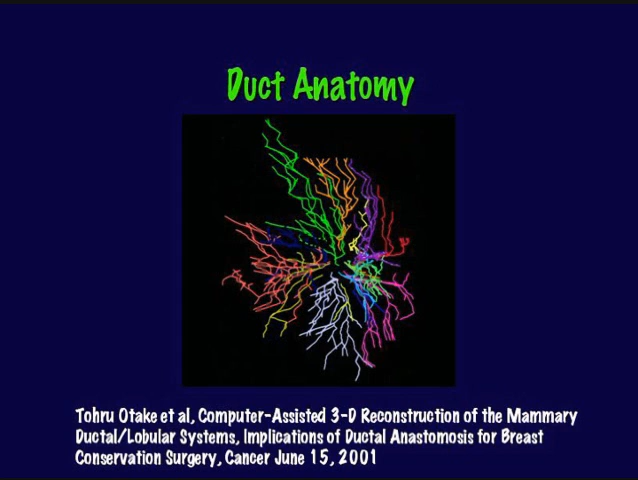 Duct Anatomy
Tohru Otake et al, Computer-Assisted 3-D Reconstruction of the Mammary
Ductal/Lobular Systems, Implications of Ductal Anastomosis for Breast
Conservation Surgery, Cancer June 15, 2001